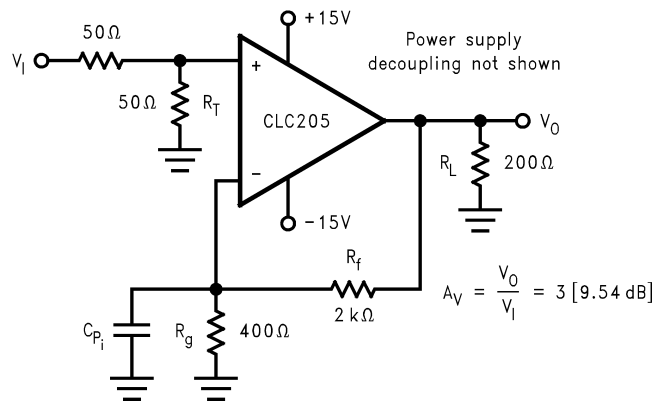 50Ω
+15V
Power supply
decoupling not shown
V_I
50Ω
R_T
+
CLC205
V_O
R_L
200Ω
−
−15V
R_f
2 kΩ
A_V = V_O / V_I = 3 [9.54 dB]
C_Pi
R_g
400Ω